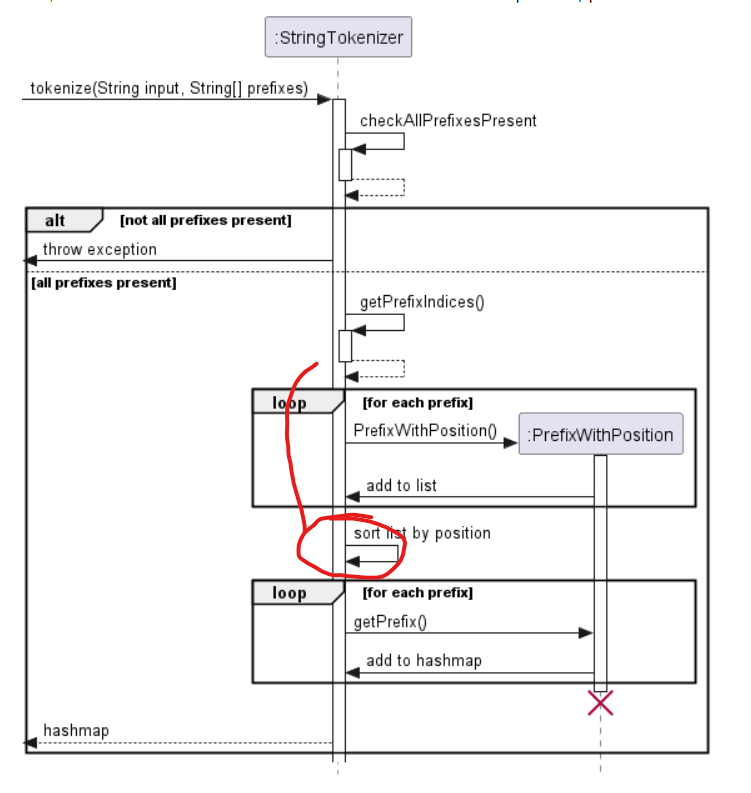 :StringTokenizer
tokenize(String input, String[] prefixes)
checkAllPrefixesPresent
alt [not all prefixes present]
throw exception
[all prefixes present]
getPrefixIndices()
loop [for each prefix]
PrefixWithPosition()
:PrefixWithPosition
add to list
sort list by position
loop [for each prefix]
getPrefix()
add to hashmap
hashmap